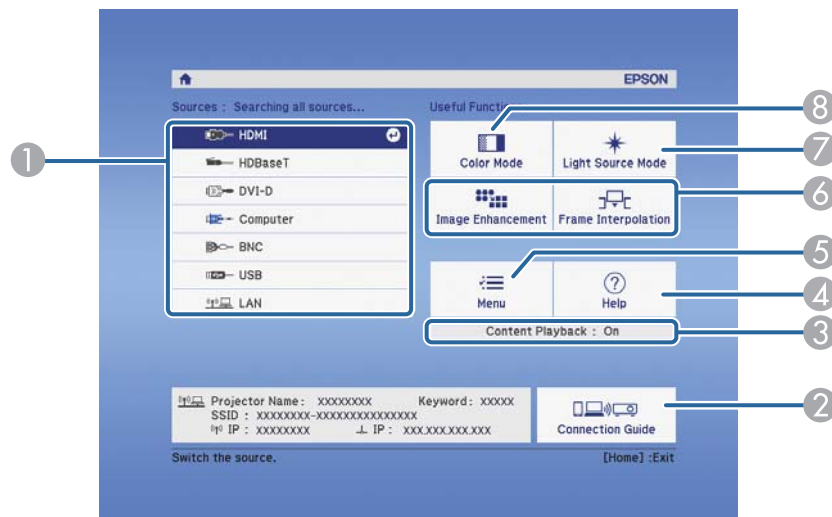 EPSON
Sources : Searching all sources...
HDMI
HDBaseT
DVI-D
Computer
BNC
USB
LAN
Useful Function
Color Mode
Light Source Mode
Image Enhancement
Frame Interpolation
Menu
Help
Content Playback : On
Projector Name: XXXXXXXX Keyword: XXXXX
SSID : XXXXXXXX-XXXXXXXXXXXXXXX
IP : XXXXXXXX IP : XXX.XXX.XXX.XXX
Connection Guide
Switch the source.
[Home] :Exit
1
8
7
6
5
4
3
2